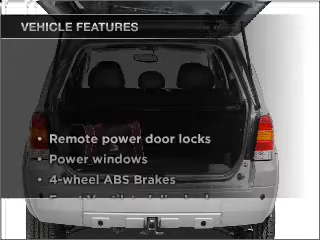 VEHICLE FEATURES
• Remote power door locks
• Power windows
• 4-wheel ABS Brakes